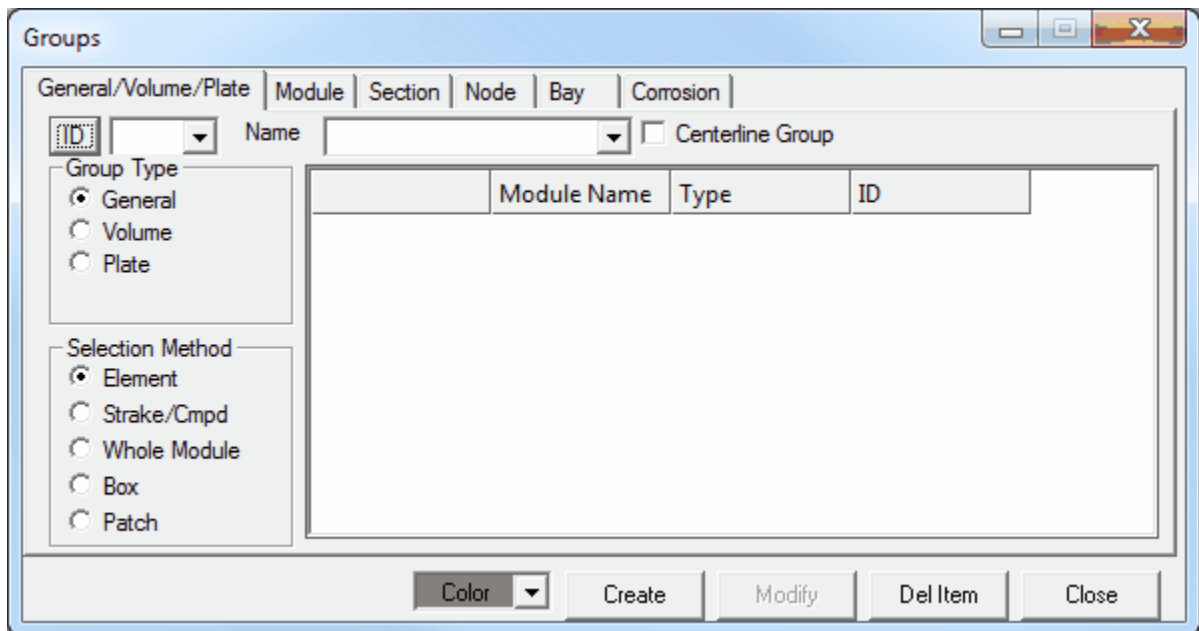 Groups
General/Volume/Plate Module Section Node Bay Corrosion
ID Name Centerline Group
Group Type
General
Volume
Plate
Module Name Type ID
Selection Method
Element
Strake/Cmpd
Whole Module
Box
Patch
Color Create Modify Del Item Close